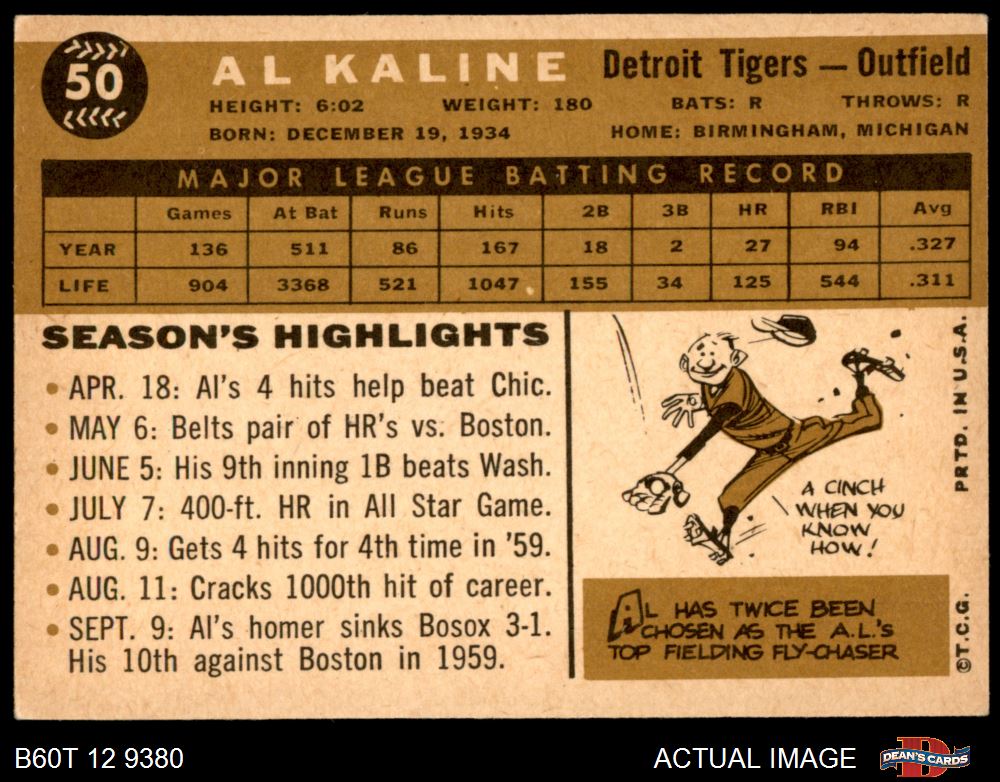 50
AL KALINE Detroit Tigers — Outfield
HEIGHT: 6:02 WEIGHT: 180 BATS: R THROWS: R
BORN: DECEMBER 19, 1934 HOME: BIRMINGHAM, MICHIGAN
MAJOR LEAGUE BATTING RECORD
Games At Bat Runs Hits 2B 3B HR RBI Avg
YEAR 136 511 86 167 18 2 27 94 .327
LIFE 904 3368 521 1047 155 34 125 544 .311
SEASON'S HIGHLIGHTS
• APR. 18: Al's 4 hits help beat Chic.
• MAY 6: Belts pair of HR's vs. Boston.
• JUNE 5: His 9th inning 1B beats Wash.
• JULY 7: 400-ft. HR in All Star Game.
• AUG. 9: Gets 4 hits for 4th time in '59.
• AUG. 11: Cracks 1000th hit of career.
• SEPT. 9: Al's homer sinks Bosox 3-1.
His 10th against Boston in 1959.
A CINCH
WHEN YOU
KNOW
HOW!
AL HAS TWICE BEEN
CHOSEN AS THE A.L.'S
TOP FIELDING FLY-CHASER
PRTD. IN U.S.A.
©T.C.G.
B60T 12 9380 ACTUAL IMAGE
DEAN'S CARDS